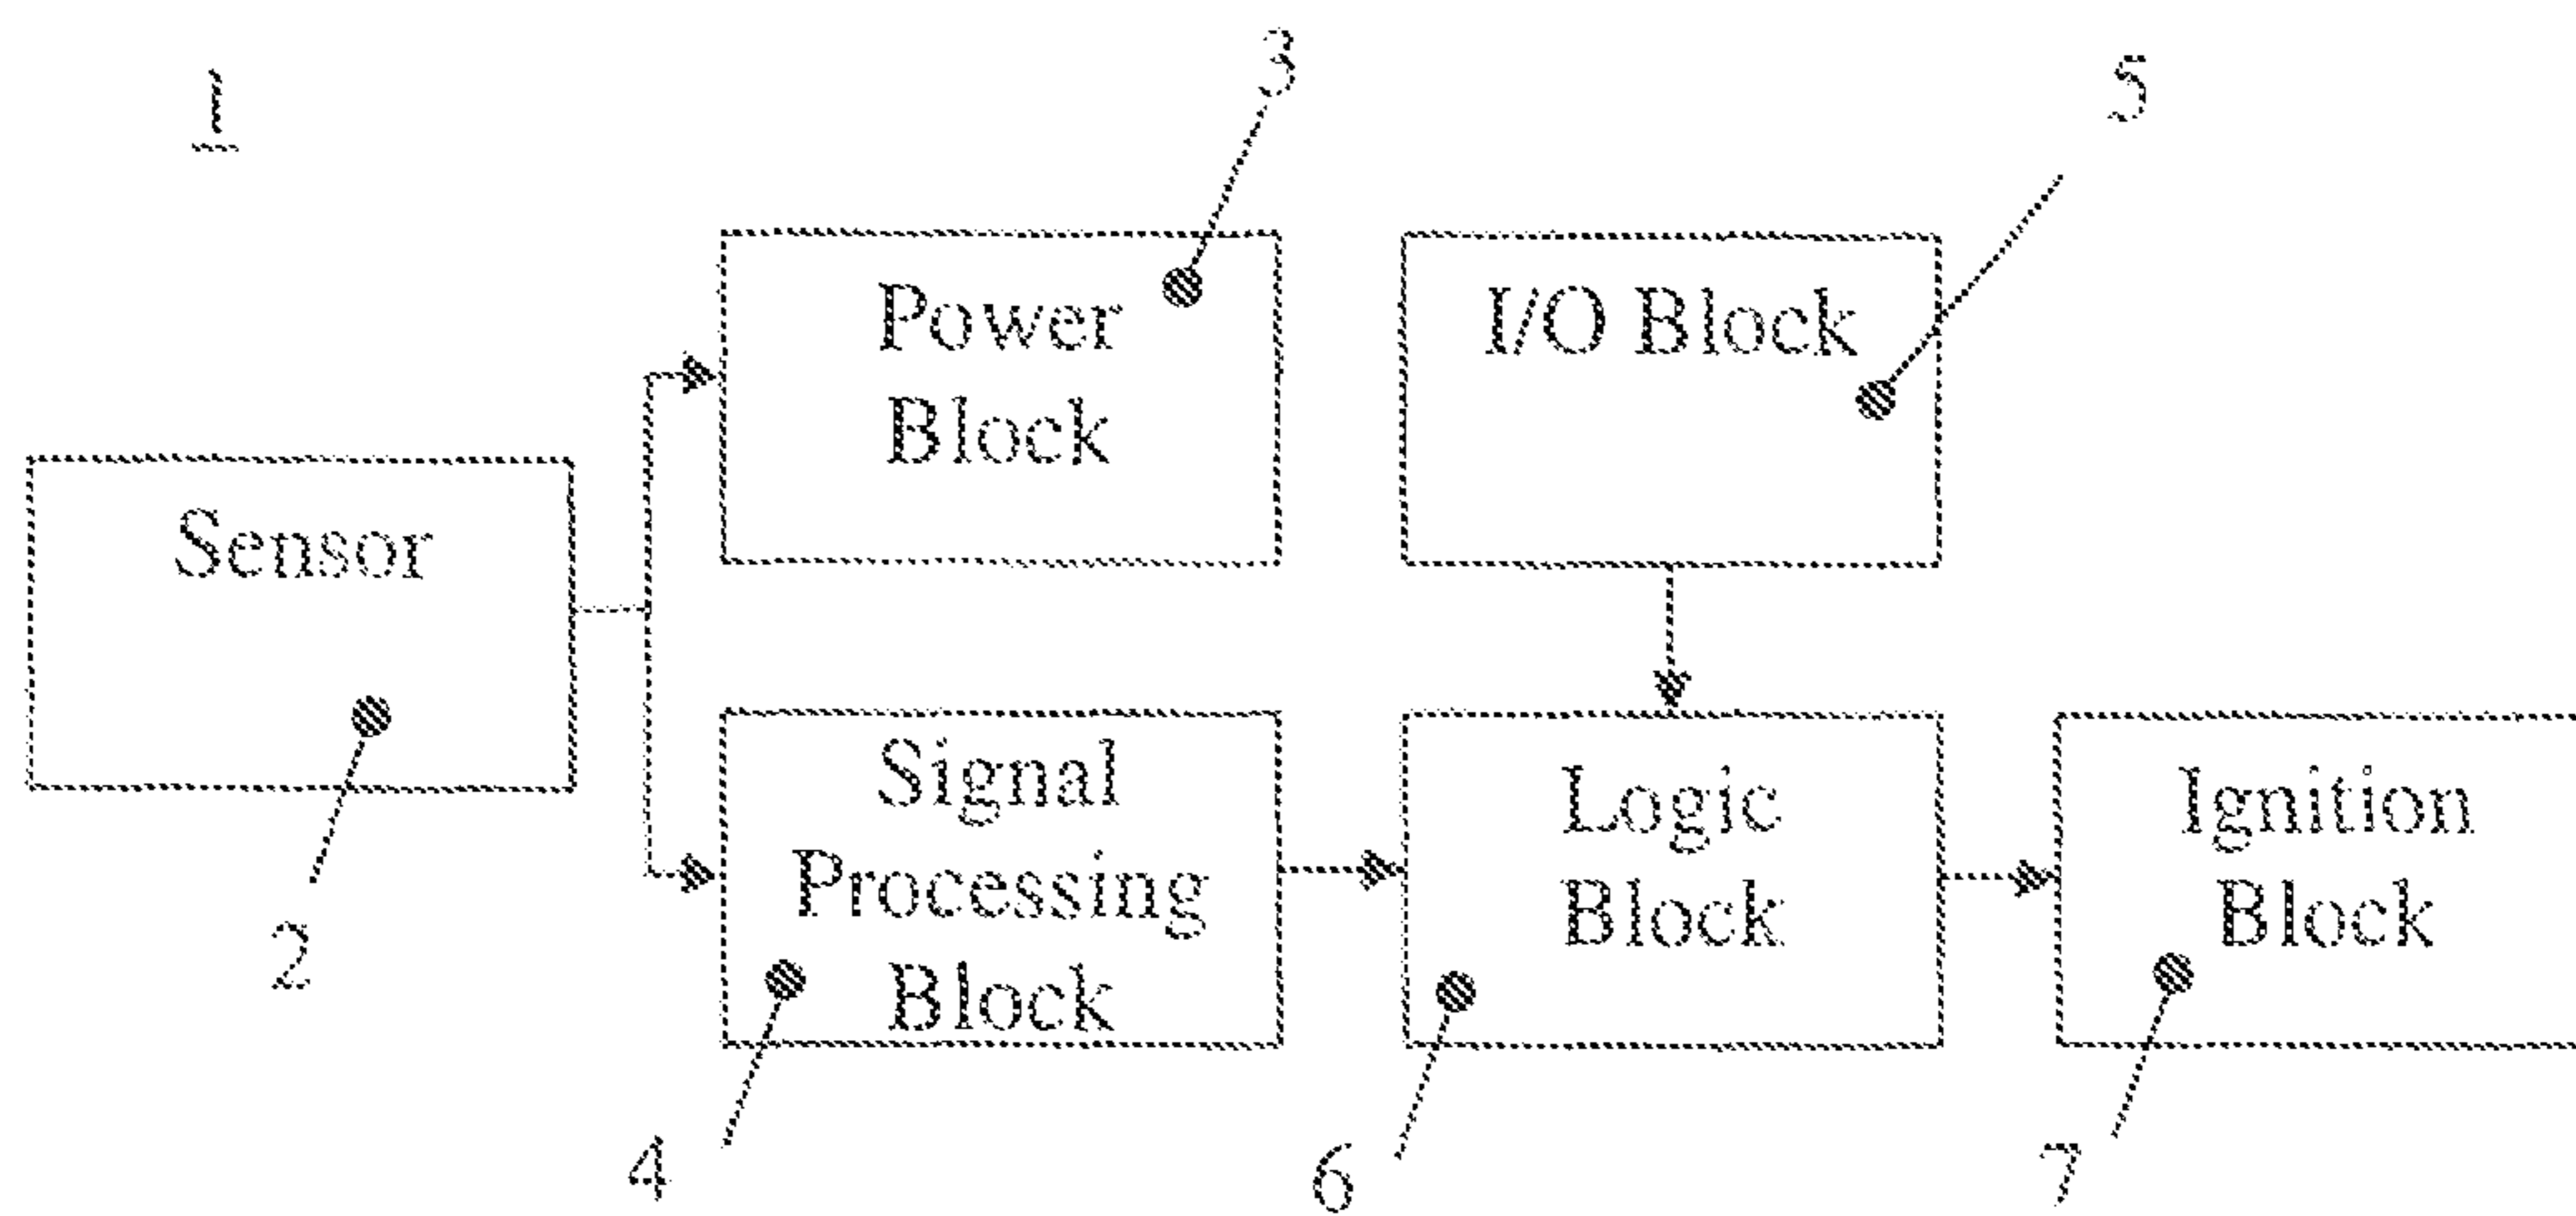 1
3
5
Power
Block
I/O Block
Sensor
2
Signal
Processing
Block
Logic
Block
Ignition
Block
4
6
7